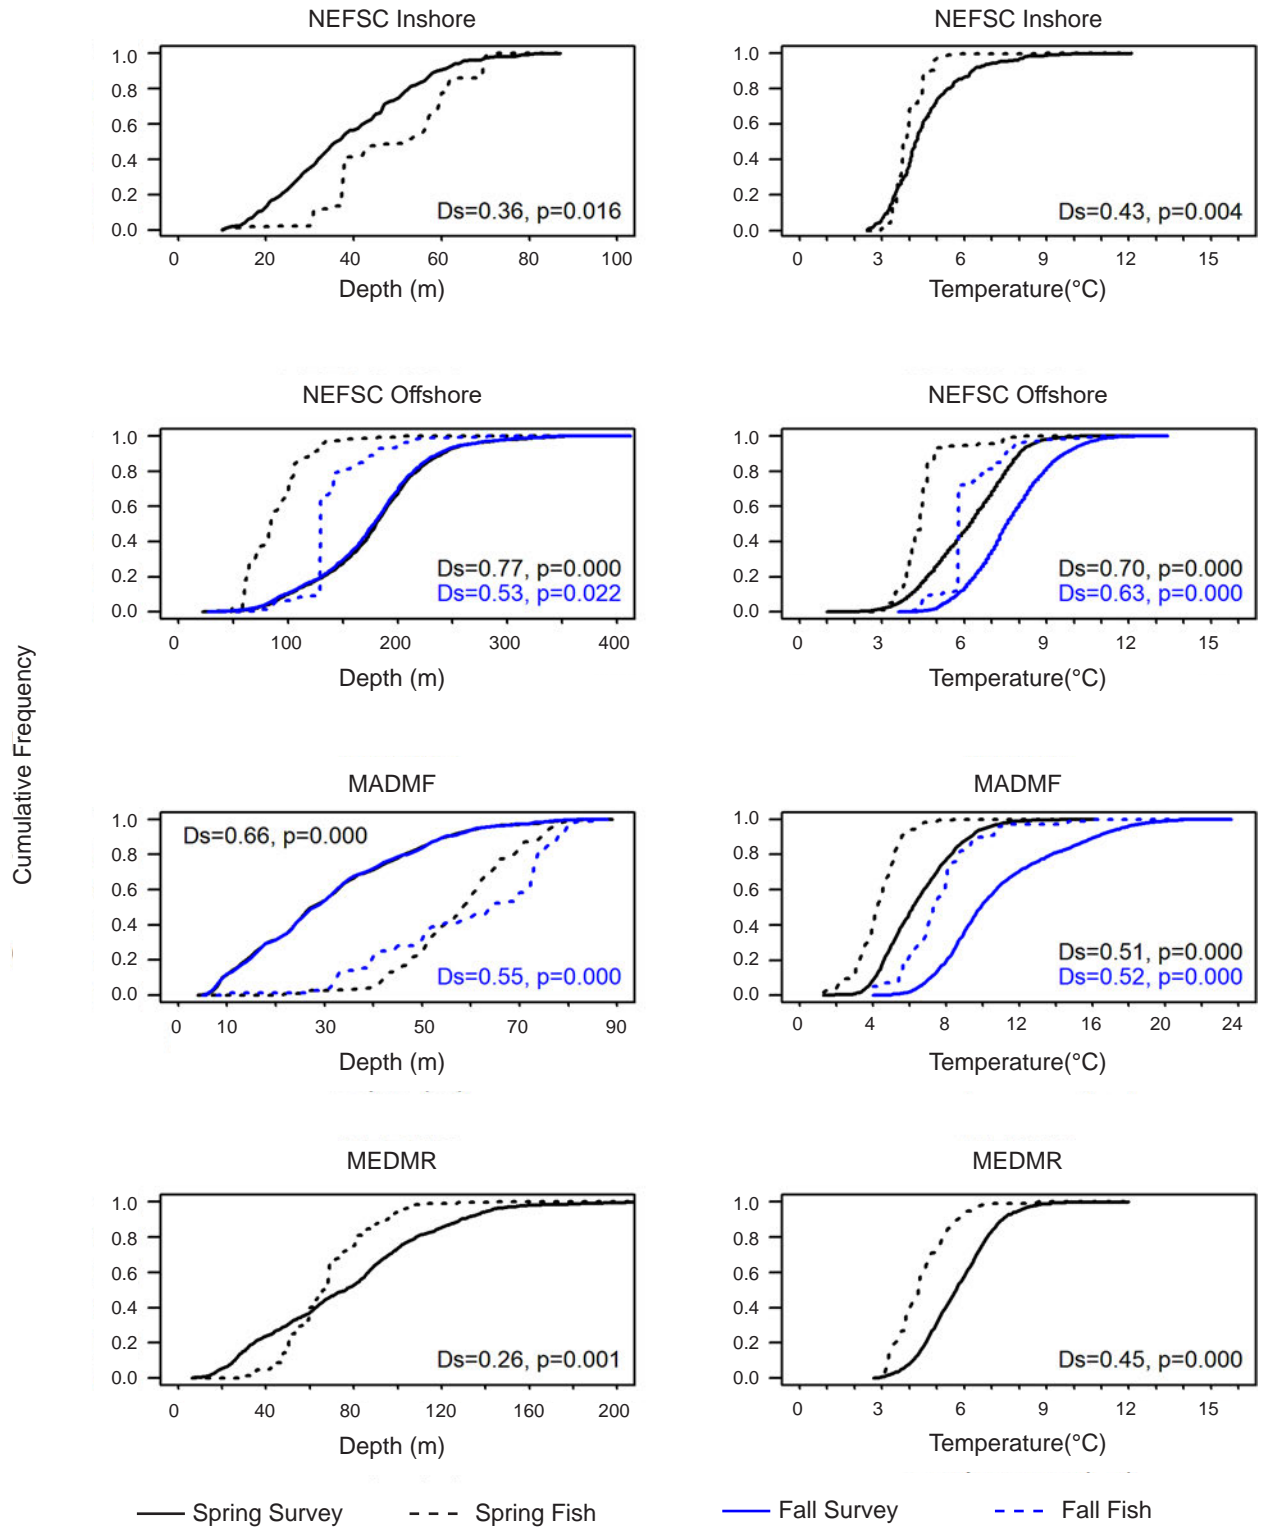 NEFSC Inshore
NEFSC Inshore
1.0
0.8
0.6
0.4
0.2
0.0
Ds=0.36, p=0.016
0 20 40 60 80 100
Depth (m)
1.0
0.8
0.6
0.4
0.2
0.0
Ds=0.43, p=0.004
0 3 6 9 12 15
Temperature(°C)
NEFSC Offshore
NEFSC Offshore
1.0
0.8
0.6
0.4
0.2
0.0
Ds=0.77, p=0.000
Ds=0.53, p=0.022
0 100 200 300 400
Depth (m)
1.0
0.8
0.6
0.4
0.2
0.0
Ds=0.70, p=0.000
Ds=0.63, p=0.000
0 3 6 9 12 15
Temperature(°C)
Cumulative Frequency
MADMF
MADMF
1.0
0.8
0.6
0.4
0.2
0.0
Ds=0.66, p=0.000
Ds=0.55, p=0.000
0 10 30 50 70 90
Depth (m)
1.0
0.8
0.6
0.4
0.2
0.0
Ds=0.51, p=0.000
Ds=0.52, p=0.000
0 4 8 12 16 20 24
Temperature(°C)
MEDMR
MEDMR
1.0
0.8
0.6
0.4
0.2
0.0
Ds=0.26, p=0.001
0 40 80 120 160 200
Depth (m)
1.0
0.8
0.6
0.4
0.2
0.0
Ds=0.45, p=0.000
0 3 6 9 12 15
Temperature(°C)
Spring Survey Spring Fish Fall Survey Fall Fish